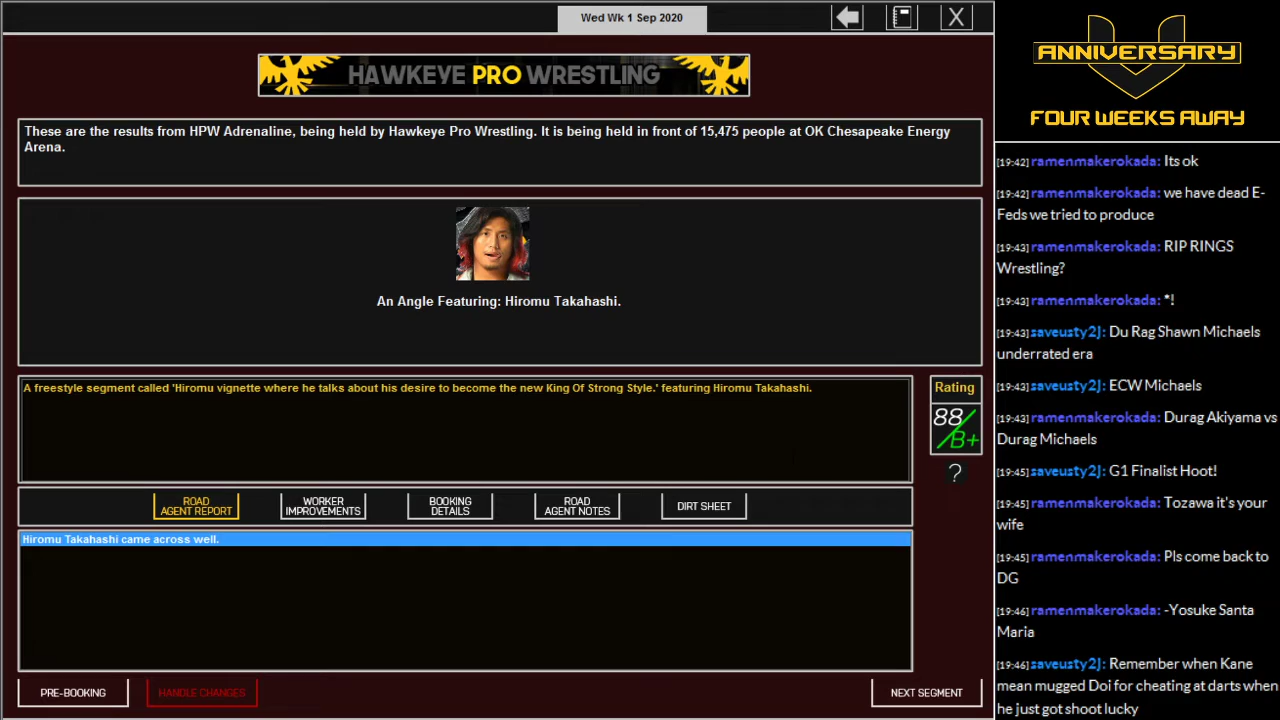 Wed Wk 1 Sep 2020
X
HAWKEYE PRO WRESTLING
These are the results from HPW Adrenaline, being held by Hawkeye Pro Wrestling. It is being held in front of 15,475 people at OK Chesapeake Energy
Arena.
An Angle Featuring: Hiromu Takahashi.
A freestyle segment called 'Hiromu vignette where he talks about his desire to become the new King Of Strong Style.' featuring Hiromu Takahashi.
Rating
88/B+
?
ROAD
AGENT REPORT
WORKER
IMPROVEMENTS
BOOKING
DETAILS
ROAD
AGENT NOTES
DIRT SHEET
Hiromu Takahashi came across well.
PRE-BOOKING
HANDLE CHANGES
NEXT SEGMENT
ANNIVERSARY
FOUR WEEKS AWAY
[19:42] ramenmakerokada: Its ok
[19:42] ramenmakerokada: we have dead E-
Feds we tried to produce
[19:43] ramenmakerokada: RIP RINGS
Wrestling?
[19:43] ramenmakerokada: *!
[19:43] saveusty2J: Du Rag Shawn Michaels
underrated era
[19:43] saveusty2J: ECW Michaels
[19:43] ramenmakerokada: Durag Akiyama vs
Durag Michaels
[19:45] saveusty2J: G1 Finalist Hoot!
[19:45] ramenmakerokada: Tozawa it's your
wife
[19:45] ramenmakerokada: Pls come back to
DG
[19:46] ramenmakerokada: -Yosuke Santa
Maria
[19:46] saveusty2J: Remember when Kane
mean mugged Doi for cheating at darts when
he just got shoot lucky